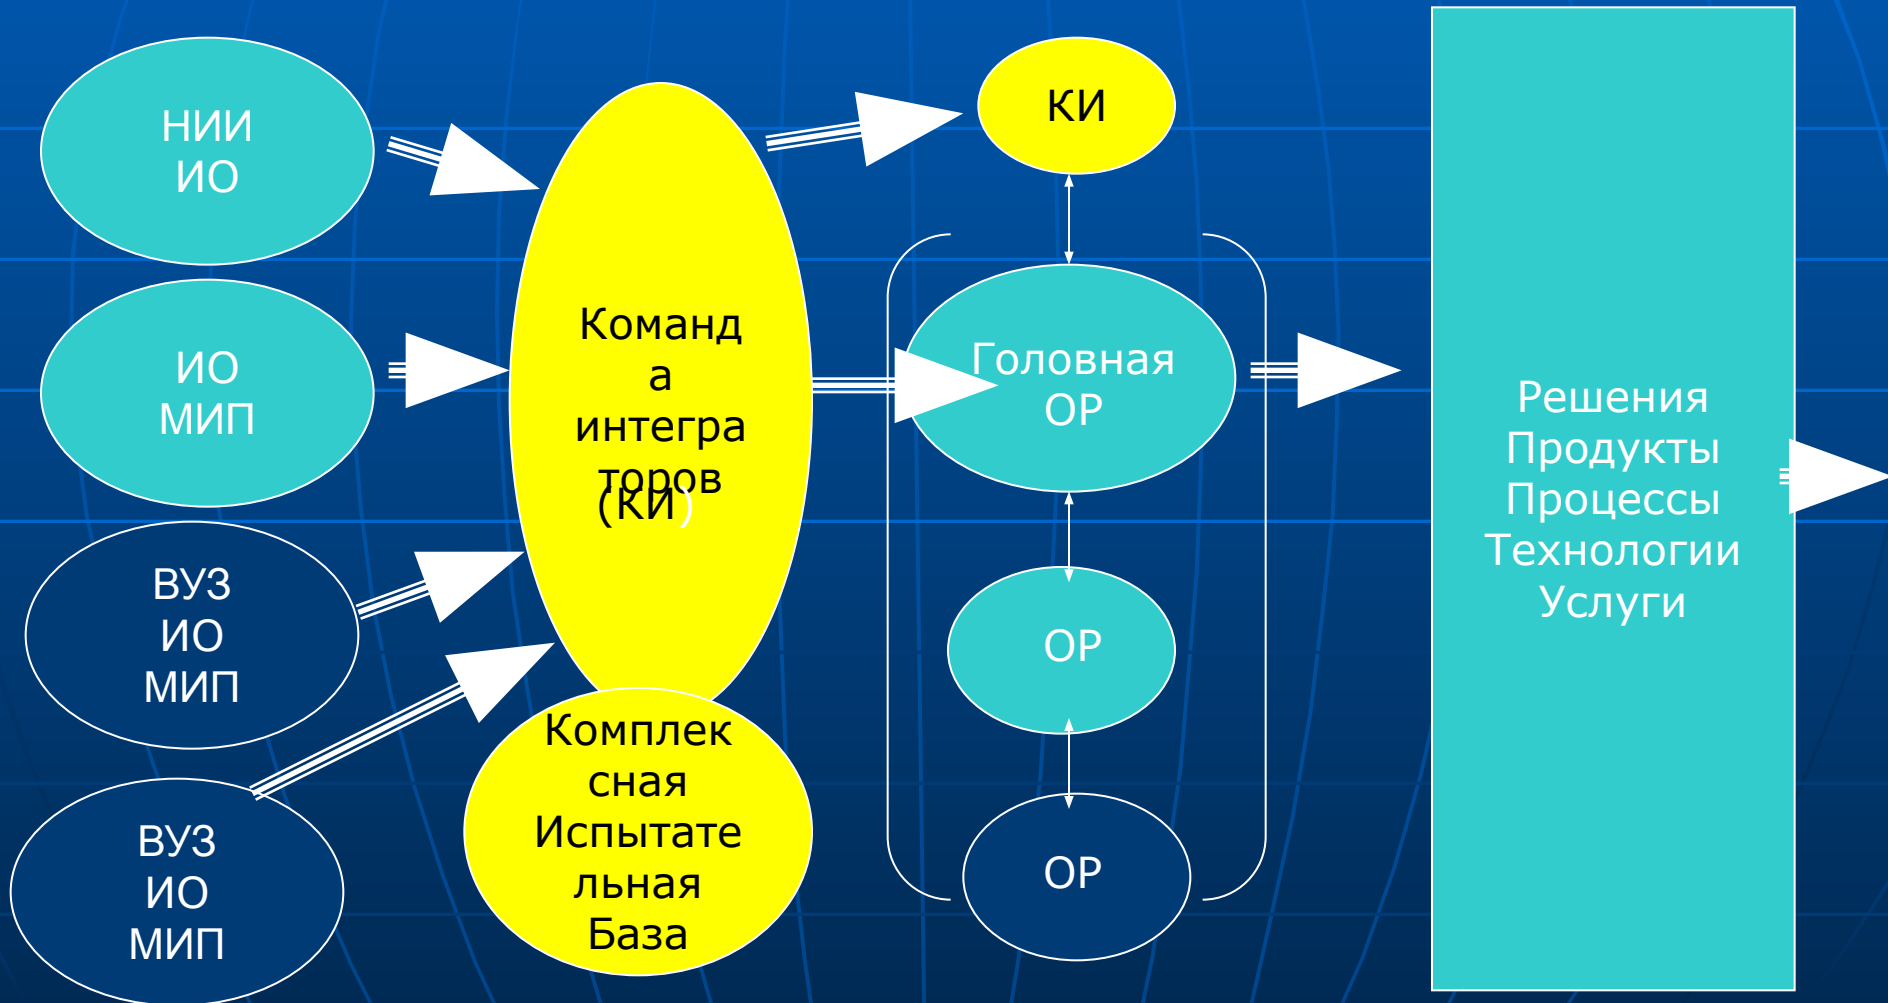 НИИ
ИО
ИО
МИП
ВУЗ
ИО
МИП
ВУЗ
ИО
МИП
Команд
а
интегра
торов
(КИ)
Комплек
сная
Испытате
льная
База
КИ
Головная
ОР
ОР
ОР
Решения
Продукты
Процессы
Технологии
Услуги